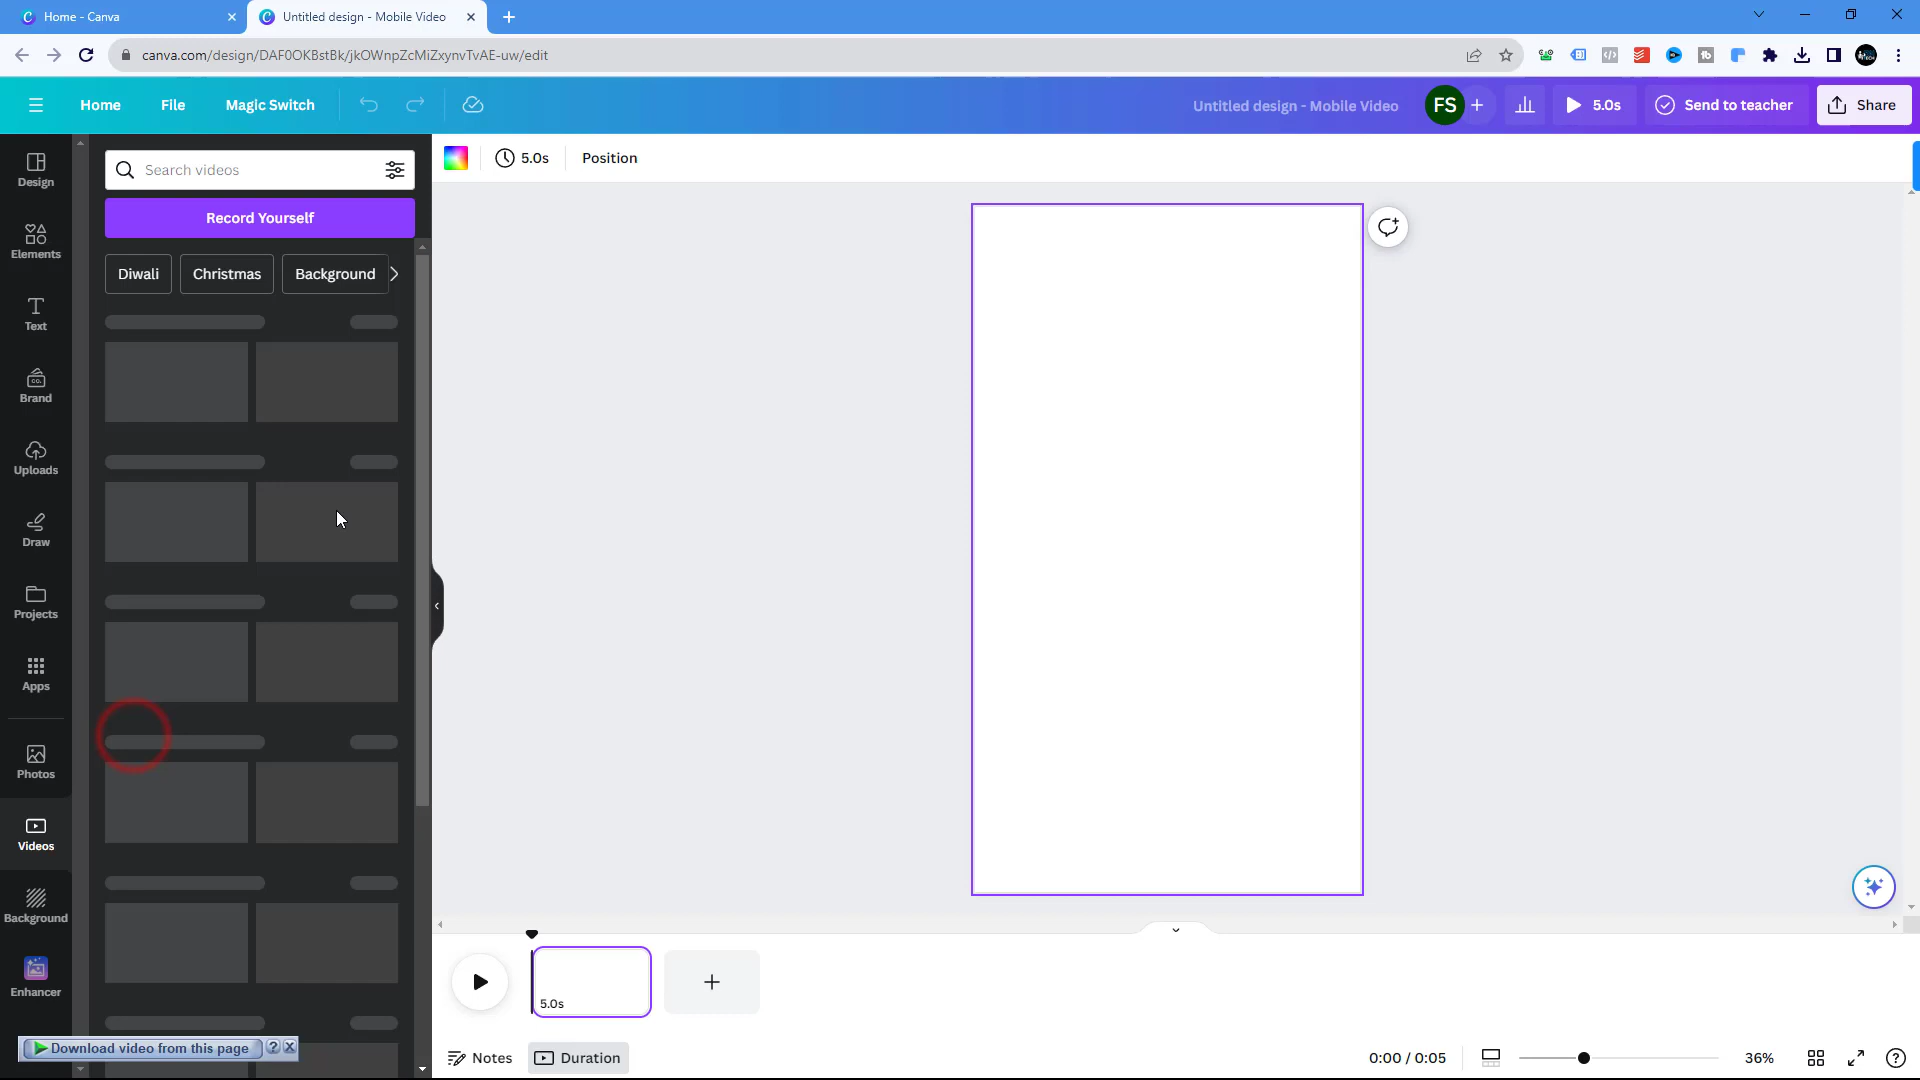 Home - Canva
Untitled design - Mobile Video
canva.com/design/DAF0OKBstBk/jkOWnpZcMiZxynvTvAE-uw/edit
Home
File
Magic Switch
Untitled design - Mobile Video
FS
5.0s
Send to teacher
Share
Design
Elements
Text
Brand
Uploads
Draw
Projects
Apps
Photos
Videos
Background
Enhancer
Search videos
Record Yourself
Diwali
Christmas
Background
5.0s
Position
5.0s
Download video from this page
Notes
Duration
0:00 / 0:05
36%